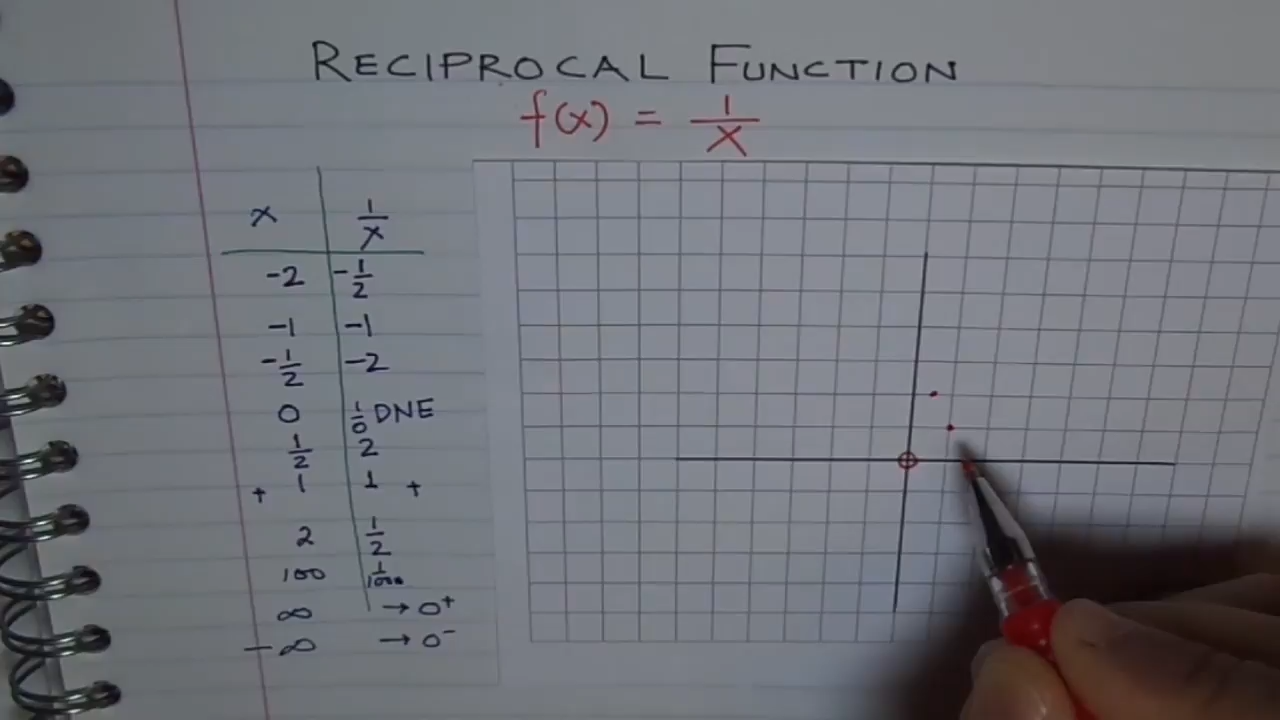 RECIPROCAL FUNCTION
f(x) = 1/x
x 1/x
-2 -1/2
-1 -1
-1/2 -2
0 1/0 DNE
1/2 2
+ 1 1 +
2 1/2
100 1/100
∞ → 0⁺
-∞ → 0⁻